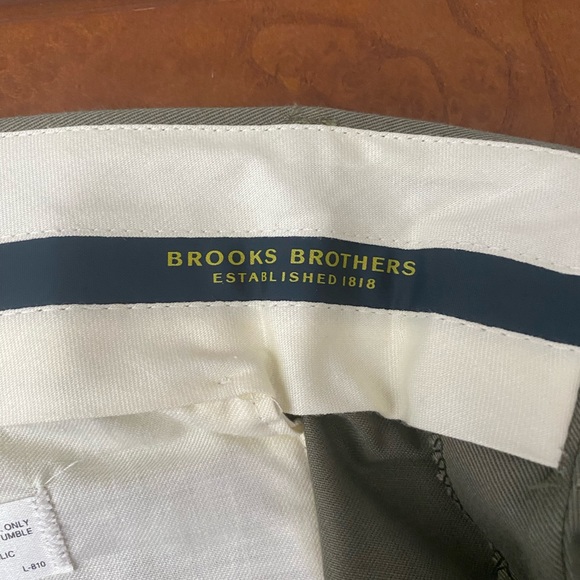 BROOKS BROTHERS
ESTABLISHED 1818
ONLY
UMBLE
LIC
L-810